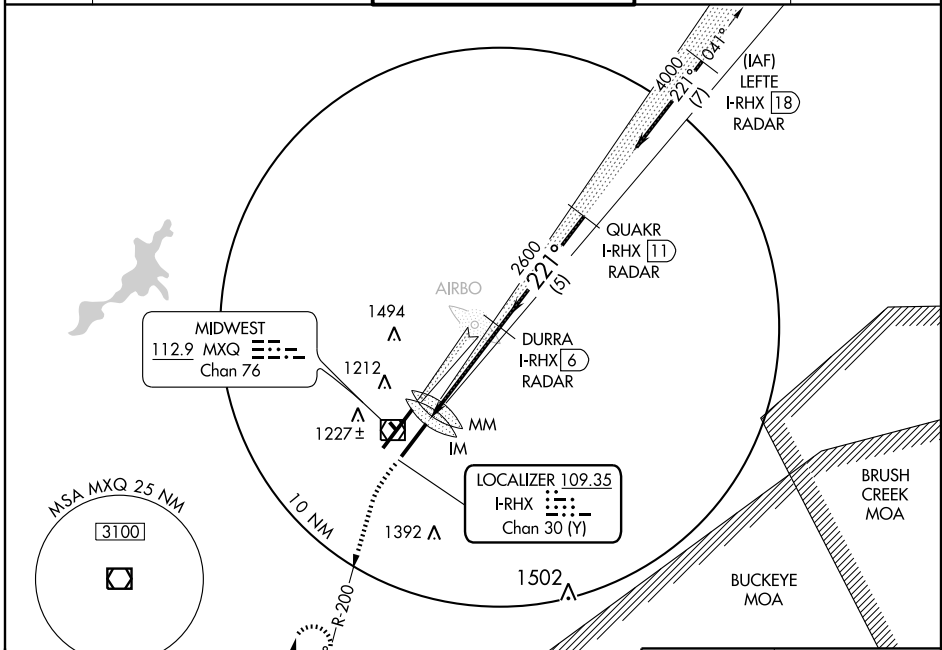 4000
221°
041°
(7)
(IAF)
LEFTE
I-RHX 18
RADAR
QUAKR
I-RHX 11
RADAR
2600
221°
(5)
AIRBO
DURRA
I-RHX 6
RADAR
1494
1212
1227 ±
MIDWEST
112.9 MXQ
Chan 76
MM
IM
LOCALIZER 109.35
I-RHX
Chan 30 (Y)
MSA MXQ 25 NM
3100
10 NM
1392
1502
R-200
BRUSH
CREEK
MOA
BUCKEYE
MOA